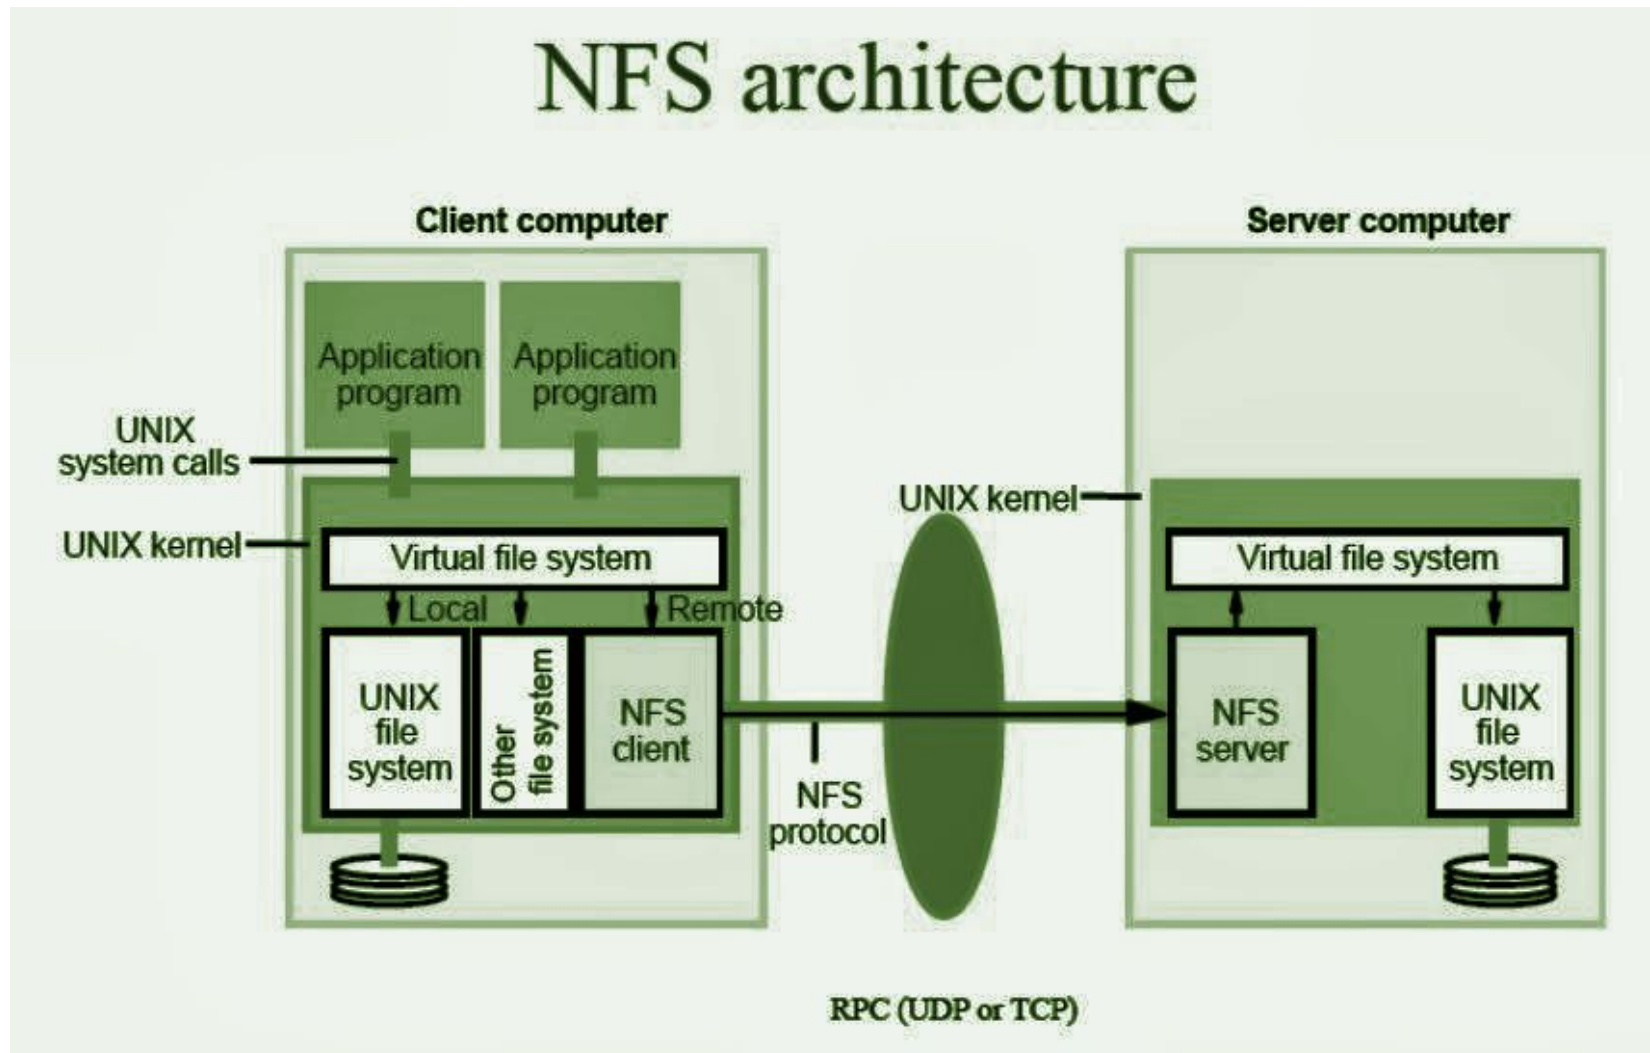 NFS architecture
Client computer
Server computer
Application
program
Application
program
UNIX
system calls
UNIX kernel
Virtual file system
Local
Remote
UNIX
file
system
Other
file system
NFS
client
NFS
protocol
UNIX kernel
Virtual file system
NFS
server
UNIX
file
system
RPC (UDP or TCP)